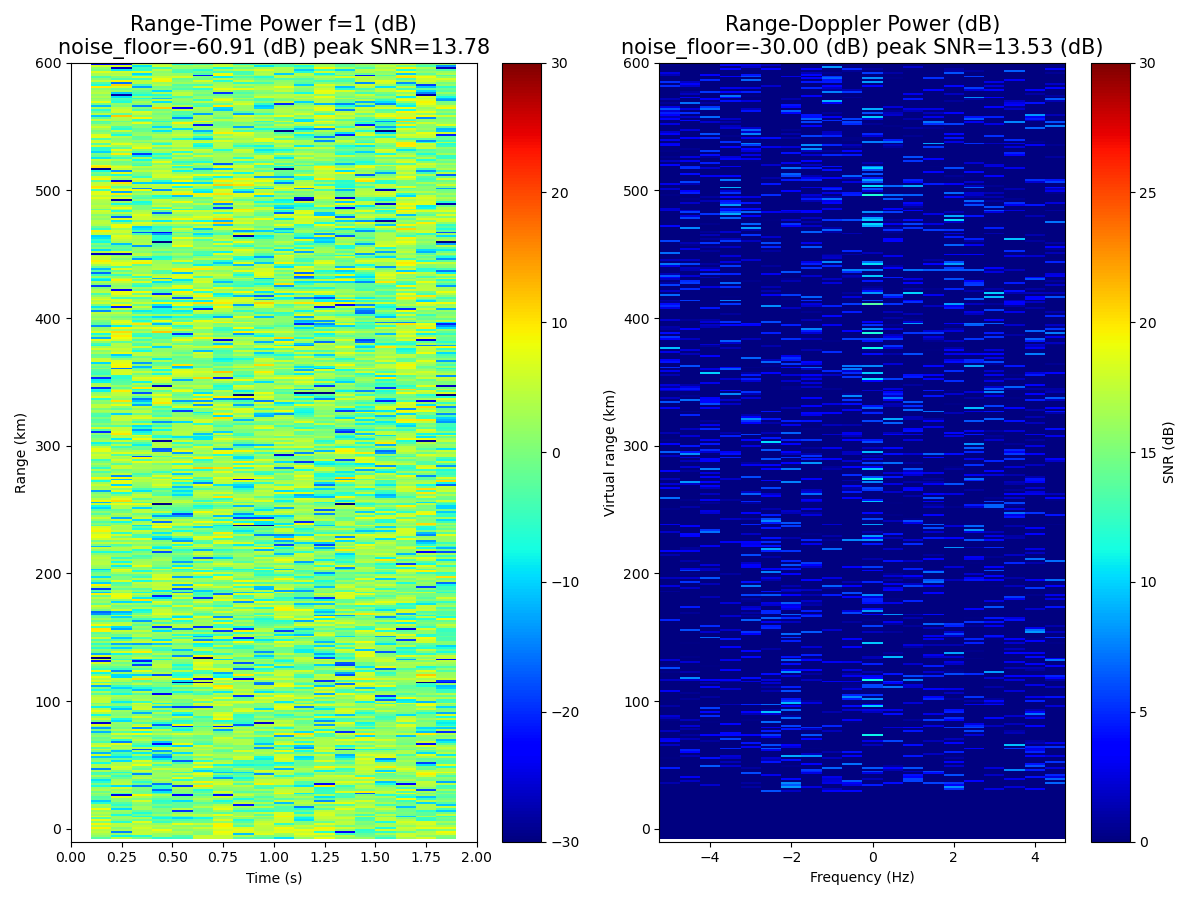 Range-Time Power f=1 (dB)
noise_floor=-60.91 (dB) peak SNR=13.78
600
500
400
300
200
100
0
Range (km)
0.00 0.25 0.50 0.75 1.00 1.25 1.50 1.75 2.00
Time (s)
30
20
10
0
−10
−20
−30
Range-Doppler Power (dB)
noise_floor=-30.00 (dB) peak SNR=13.53 (dB)
600
500
400
300
200
100
0
Virtual range (km)
−4 −2 0 2 4
Frequency (Hz)
30
25
20
15
10
5
0
SNR (dB)